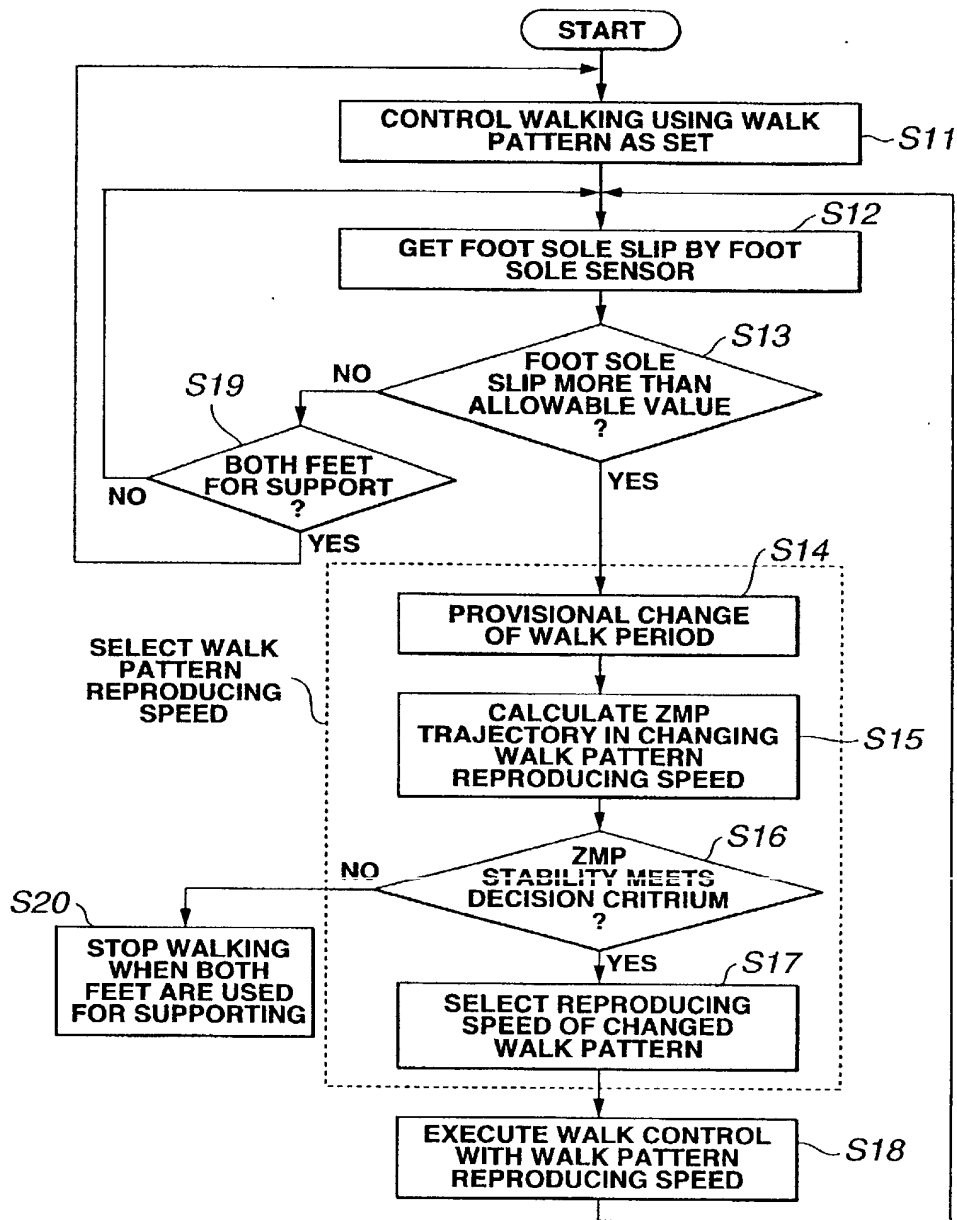 START
CONTROL WALKING USING WALK
PATTERN AS SET
S11
S12
GET FOOT SOLE SLIP BY FOOT
SOLE SENSOR
S13
FOOT SOLE
SLIP MORE THAN
ALLOWABLE VALUE
?
NO
YES
S19
BOTH FEET
FOR SUPPORT
?
NO
YES
S14
PROVISIONAL CHANGE
OF WALK PERIOD
SELECT WALK
PATTERN
REPRODUCING
SPEED
CALCULATE ZMP
TRAJECTORY IN CHANGING
WALK PATTERN
REPRODUCING SPEED
S15
S16
ZMP
STABILITY MEETS
DECISION CRITRIUM
?
NO
YES
S20
STOP WALKING
WHEN BOTH
FEET ARE USED
FOR SUPPORTING
S17
SELECT REPRODUCING
SPEED OF CHANGED
WALK PATTERN
EXECUTE WALK CONTROL
WITH WALK PATTERN
REPRODUCING SPEED
S18